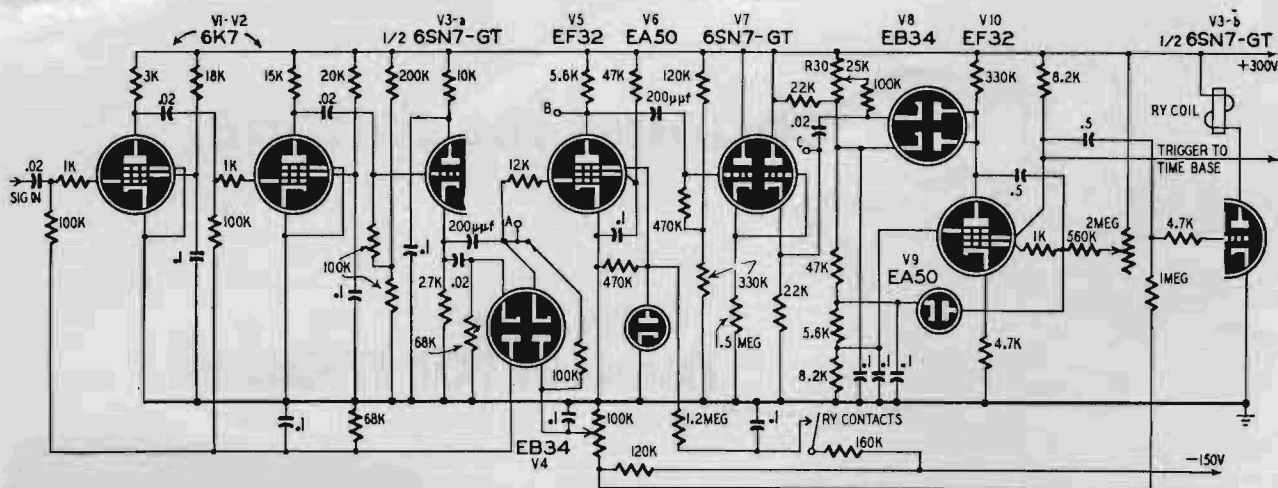 V1-V2
6K7
V3-a
1/2 6SN7-GT
V5
EF32
V6
EA50
V7
6SN7-GT
V8
EB34
V10
EF32
V3-b
1/2 6SN7-GT
+300V
3K
18K
15K
20K
200K
10K
5.6K
47K
120K
R30
25K
100K
330K
8.2K
.02
.02
200μμf
22K
.02
RY COIL
B
C
.5
TRIGGER TO
TIME BASE
.02
SIG IN
1K
1K
12K
.5
100K
100K
A
200μμf
.1
470K
2MEG
1K
560K
4.7K
.1
100K
.1
27K
.02
470K
330K
47K
V9
EA50
1MEG
.1
68K
100K
22K
1.5 MEG
5.6K
4.7K
8.2K
.1
.1
.1
.1
68K
EB34
V4
.1
100K
1.2MEG
.1
RY CONTACTS
160K
120K
-150V